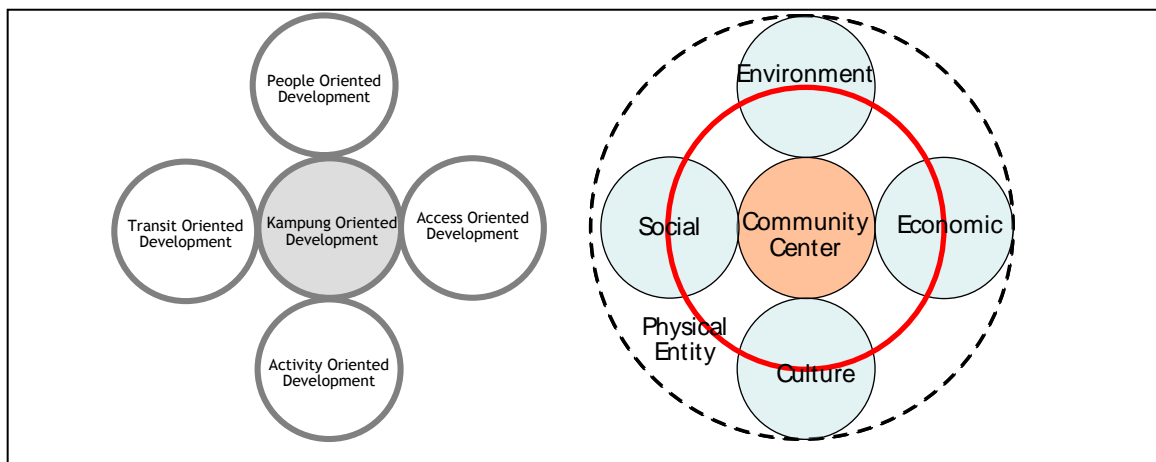 People Oriented
Development
Transit Oriented
Development
Kampung Oriented
Development
Access Oriented
Development
Activity Oriented
Development
Environment
Social
Community
Center
Economic
Physical
Entity
Culture